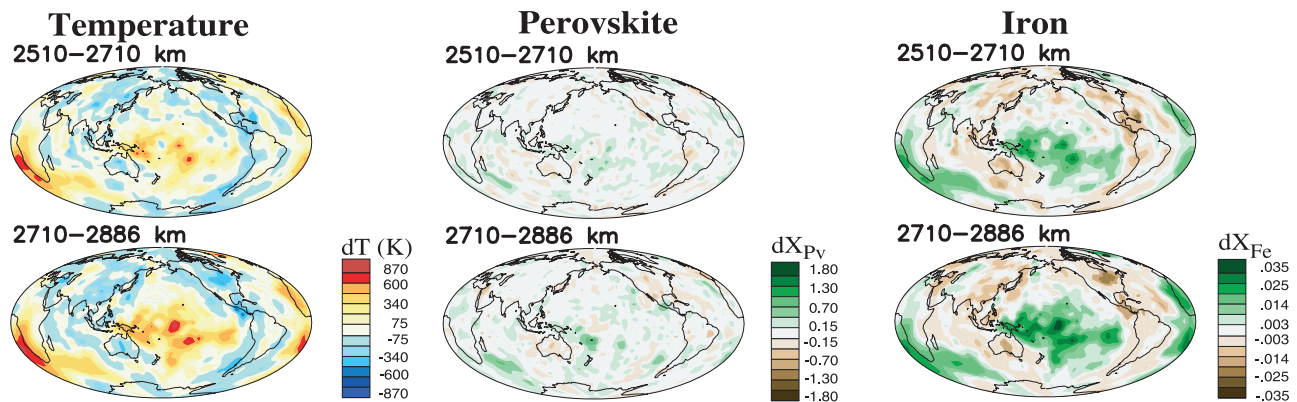 Temperature
Perovskite
Iron
2510–2710 km
2510–2710 km
2510–2710 km
2710–2886 km
2710–2886 km
2710–2886 km
dT (K)
870
600
340
75
-75
-340
-600
-870
dXPv
1.80
1.30
0.70
0.15
-0.15
-0.70
-1.30
-1.80
dXFe
.035
.025
.014
.003
-.003
-.014
-.025
-.035